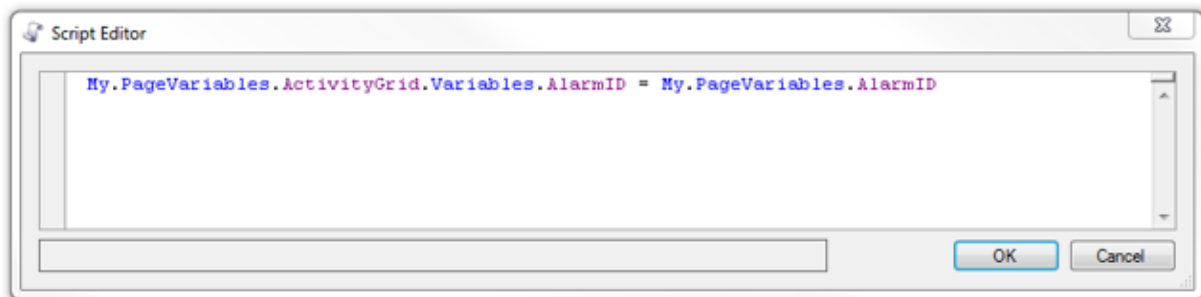 Script Editor
My.PageVariables.ActivityGrid.Variables.AlarmID = My.PageVariables.AlarmID
OK Cancel